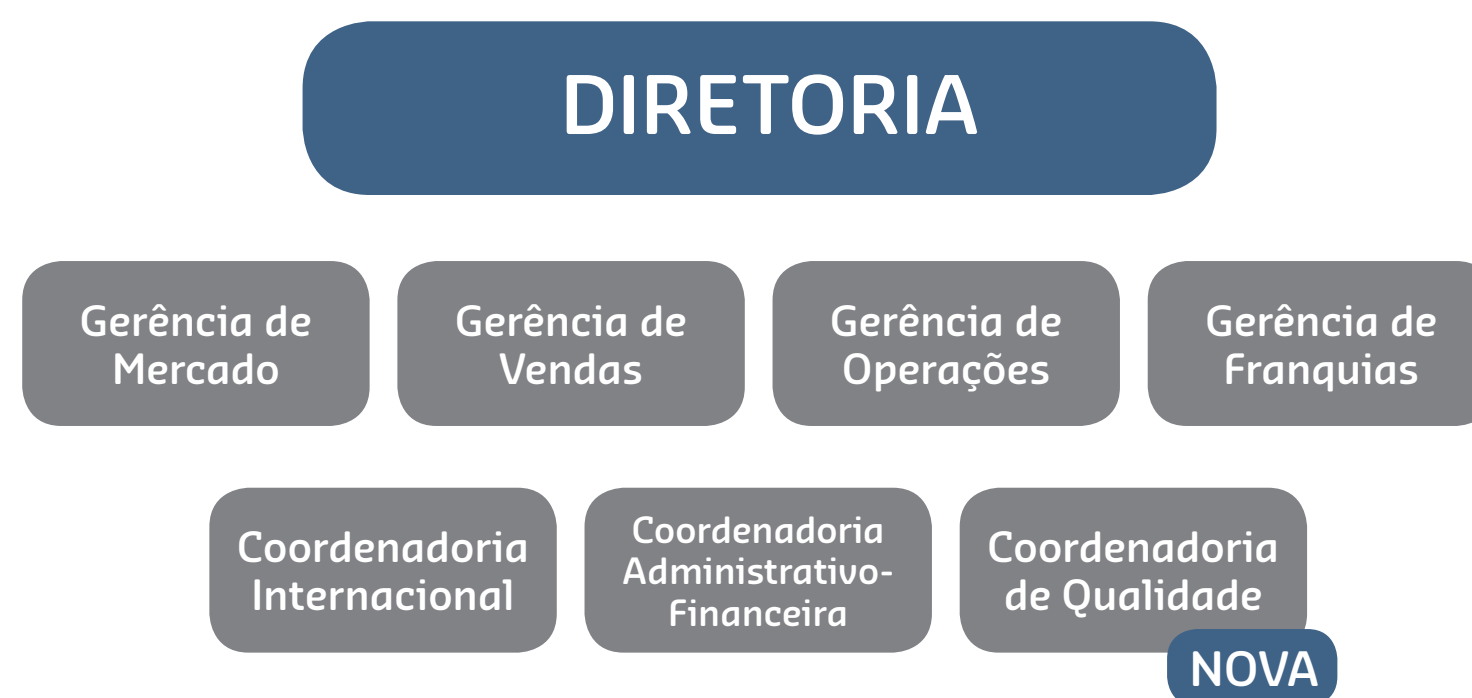 DIRETORIA
Gerência de
Mercado
Gerência de
Vendas
Gerência de
Operações
Gerência de
Franquias
Coordenadoria
Internacional
Coordenadoria
Administrativo-
Financeira
Coordenadoria
de Qualidade
NOVA